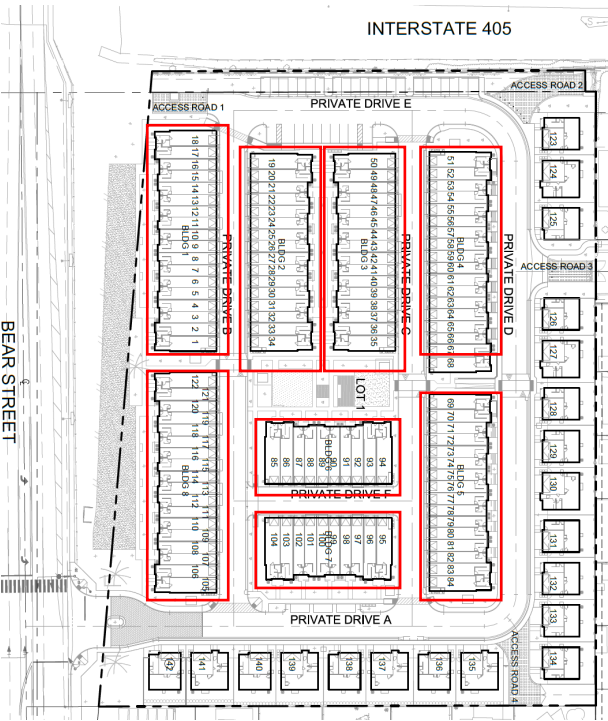 INTERSTATE 405
ACCESS ROAD 2
ACCESS ROAD 1
PRIVATE DRIVE E
18 17 16 15 14 13 12 11 10 9 8 7 6 5 4 3 2 1
BLDG 1
PRIVATE DRIVE B
19 20 21 22 23 24 25 26 27 28 29 30 31 32 33 34
BLDG 2
50 49 48 47 46 45 44 43 42 41 40 39 38 37 36 35
BLDG 3
PRIVATE DRIVE C
51 52 53 54 55 56 57 58 59 60 61 62 63 64 65 66 67 68
BLDG 4
PRIVATE DRIVE D
123
124
125
ACCESS ROAD 3
126
127
128
129
130
131
132
133
134
BEAR STREET
LOT 1
122 121 120 119 118 117 116 115 114 113 112 111 110 109 108 107 106 105
BLDG 8
85 86 87 88 89 90 91 92 93 94
BLDG 6
PRIVATE DRIVE F
104 103 102 101 100 99 98 97 96 95
BLDG 7
69 70 71 72 73 74 75 76 77 78 79 80 81 82 83 84
BLDG 5
PRIVATE DRIVE A
ACCESS ROAD 4
142 141 140 139 138 137 136 135